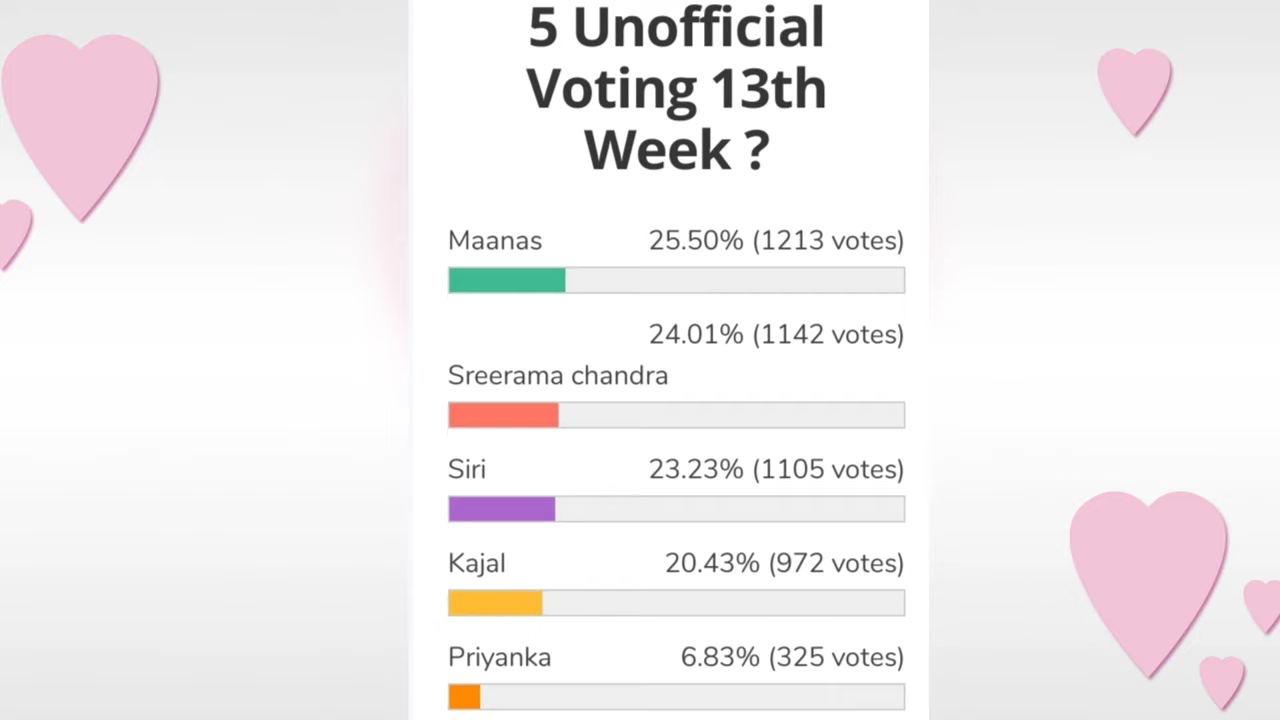 5 Unofficial
Voting 13th
Week ?
Maanas 25.50% (1213 votes)
24.01% (1142 votes)
Sreerama chandra
Siri 23.23% (1105 votes)
Kajal 20.43% (972 votes)
Priyanka 6.83% (325 votes)